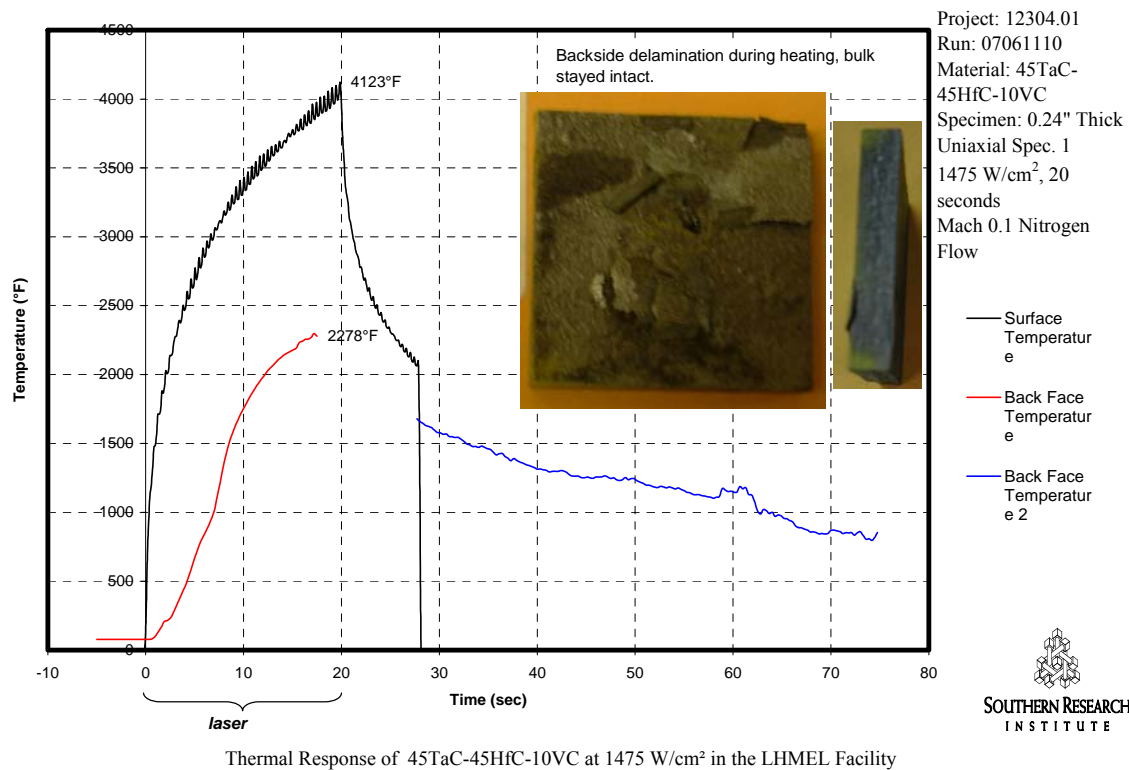 Project: 12304.01
Run: 07061110
Material: 45TaC-
45HfC-10VC
Specimen: 0.24" Thick
Uniaxial Spec. 1
1475 W/cm², 20
seconds
Mach 0.1 Nitrogen
Flow
Backside delamination during heating, bulk
stayed intact.
4123°F
2278°F
Temperature (°F)
4500
4000
3500
3000
2500
2000
1500
1000
500
0
-10
0
10
20
30
40
50
60
70
80
Time (sec)
laser
Surface
Temperatur
e
Back Face
Temperatur
e
Back Face
Temperatur
e 2
SOUTHERN RESEARCH
INSTITUTE
Thermal Response of 45TaC-45HfC-10VC at 1475 W/cm² in the LHMEL Facility